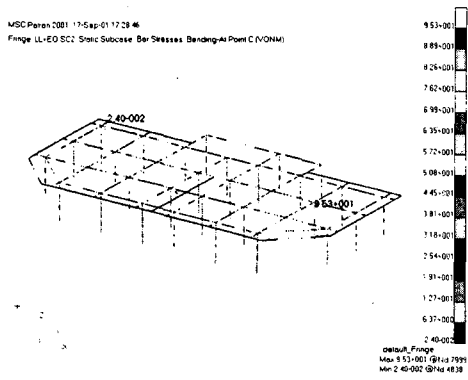 MSC Patran 2001 17-Sep-01 17:28:46
Fringe: LL+EQ SC2, Static Subcase: Bar Stresses, Bending-At Point C (VONM)
9.53+001
8.89+001
8.26+001
7.62+001
6.99+001
6.35+001
5.72+001
5.08+001
4.45+001
3.81+001
3.18+001
2.54+001
1.91+001
1.27+001
6.37+000
2.40-002
2.40-002
9.53+001
Z
X
default_Fringe
Max 9.53+001 @Nd 7999
Min 2.40-002 @Nd 4838